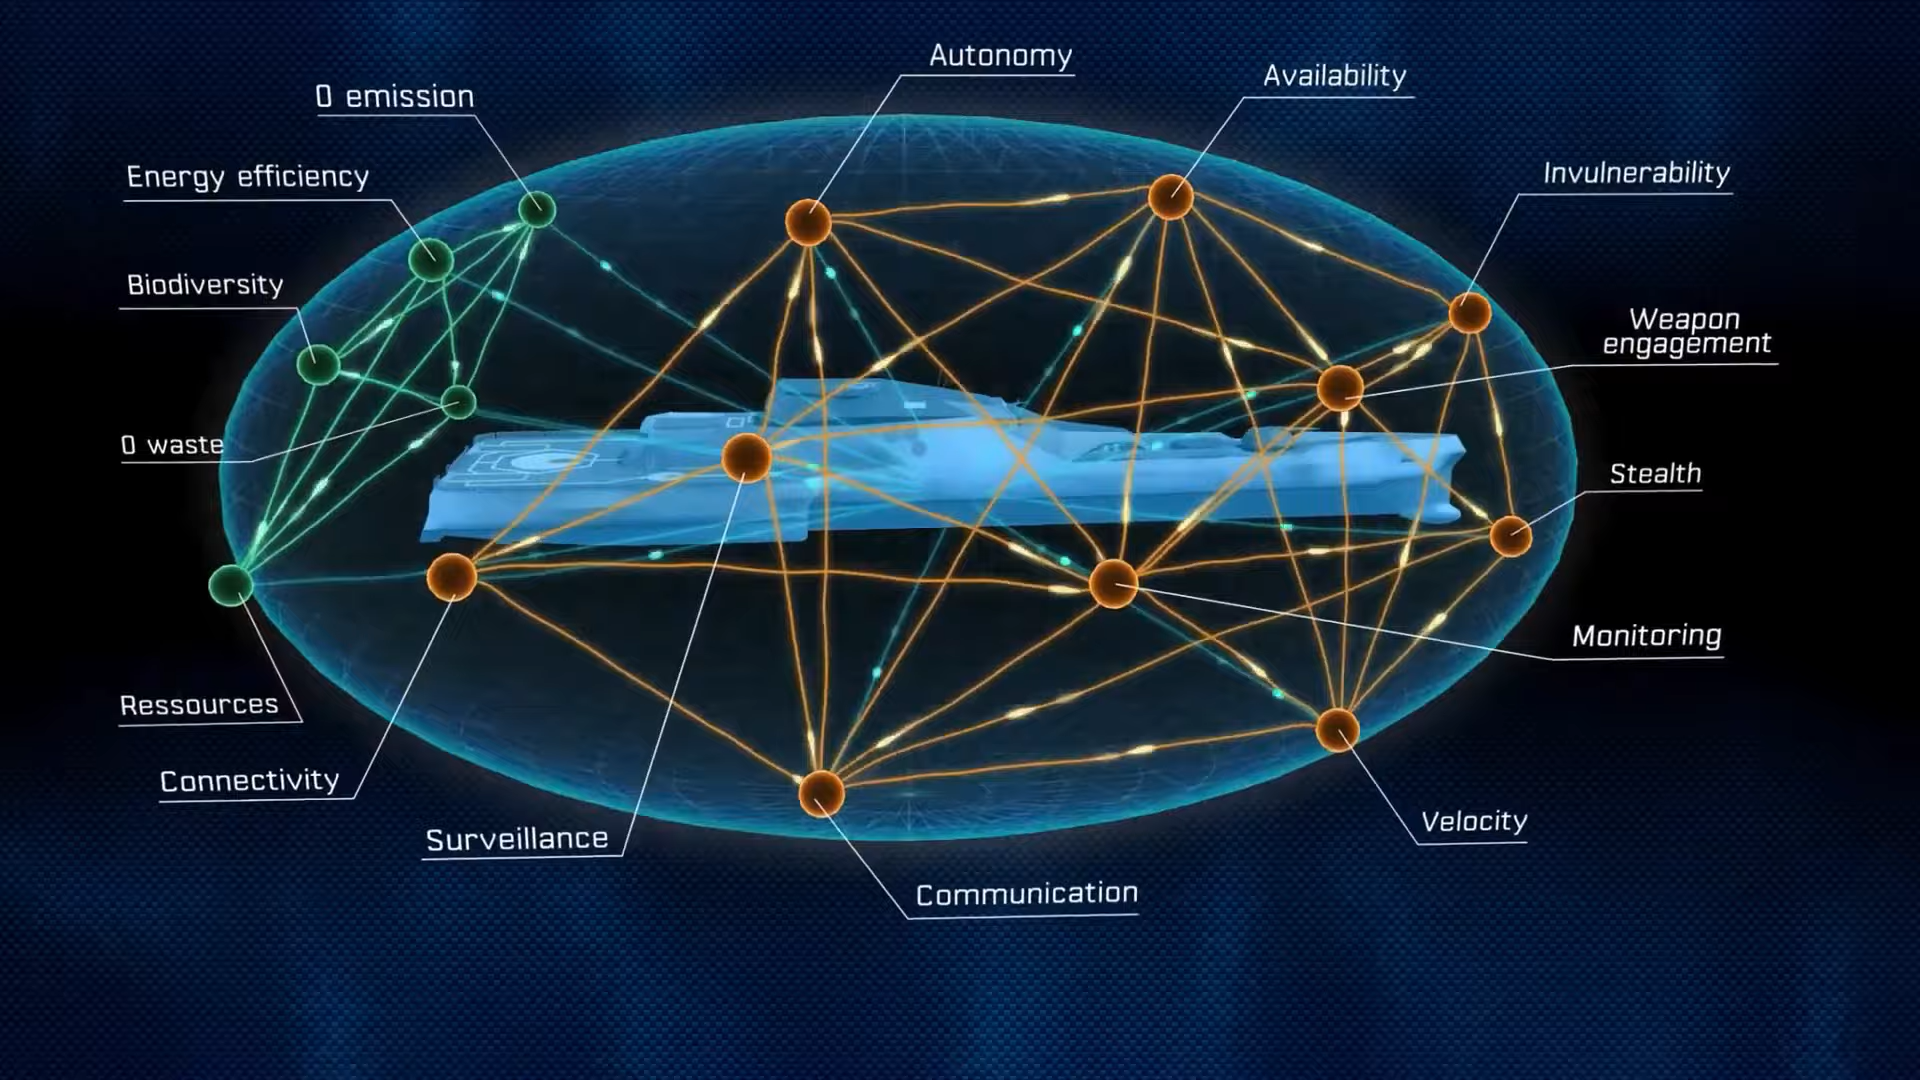 Autonomy
Availability
0 emission
Invulnerability
Energy efficiency
Biodiversity
Weapon
engagement
0 waste
Stealth
Monitoring
Ressources
Connectivity
Velocity
Surveillance
Communication